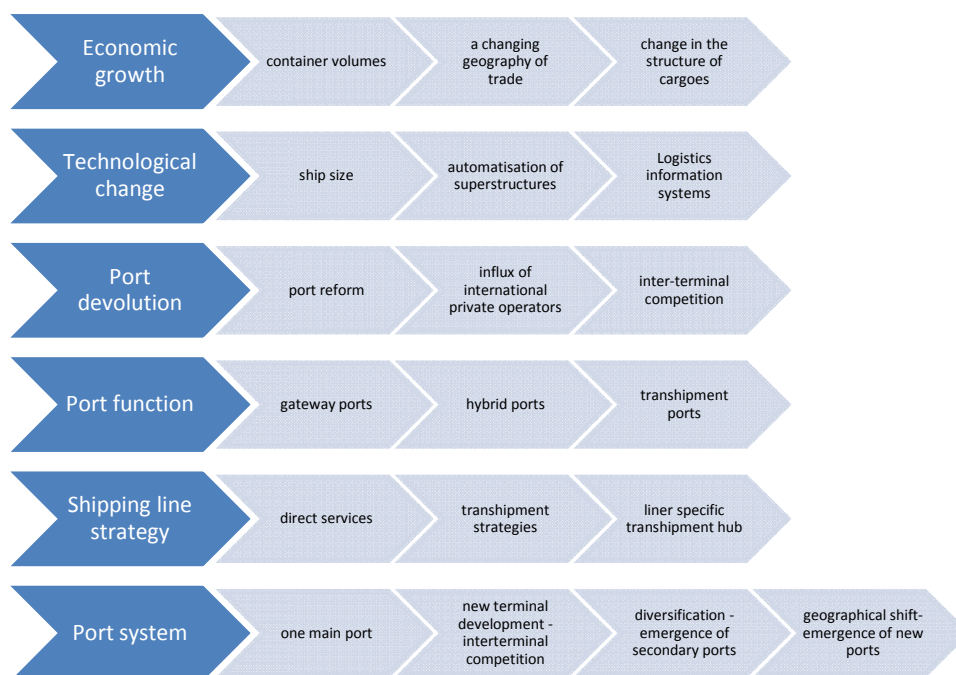 Economic
growth
container volumes
a changing
geography of
trade
change in the
structure of
cargoes
Technological
change
ship size
automatisation of
superstructures
Logistics
information
systems
Port
devolution
port reform
influx of
international
private operators
inter-terminal
competition
Port function
gateway ports
hybrid ports
transhipment
ports
Shipping line
strategy
direct services
transhipment
strategies
liner specific
transhipment hub
Port system
one main port
new terminal
development -
interterminal
competition
diversification -
emergence of
secondary ports
geographical shift-
emergence of new
ports